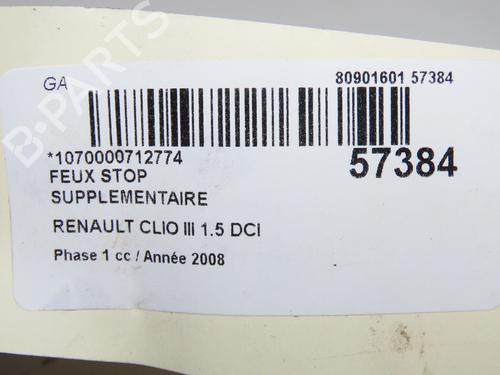 GA
80901601 57384
*1070000712774
57384
FEUX STOP
SUPPLEMENTAIRE
RENAULT CLIO III 1.5 DCI
Phase 1 cc / Année 2008
B-PARTS